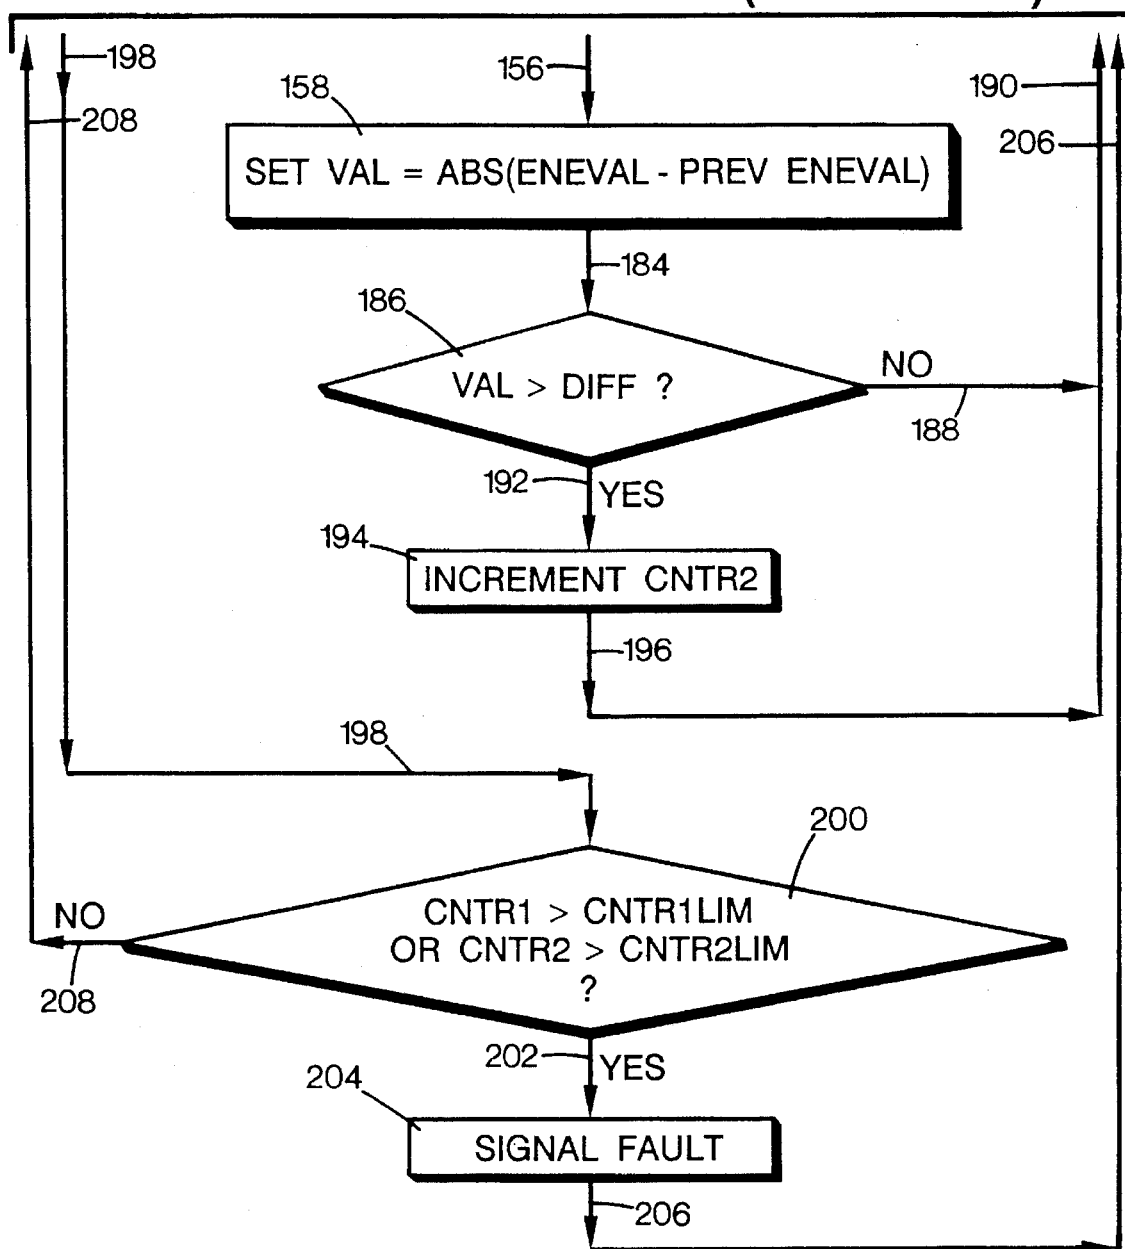 198
156
190
158
208
206
SET VAL = ABS(ENEVAL - PREV ENEVAL)
184
186
VAL > DIFF ?
NO
188
192
YES
194
INCREMENT CNTR2
196
198
200
CNTR1 > CNTR1LIM
OR CNTR2 > CNTR2LIM
?
NO
208
202
YES
204
SIGNAL FAULT
206